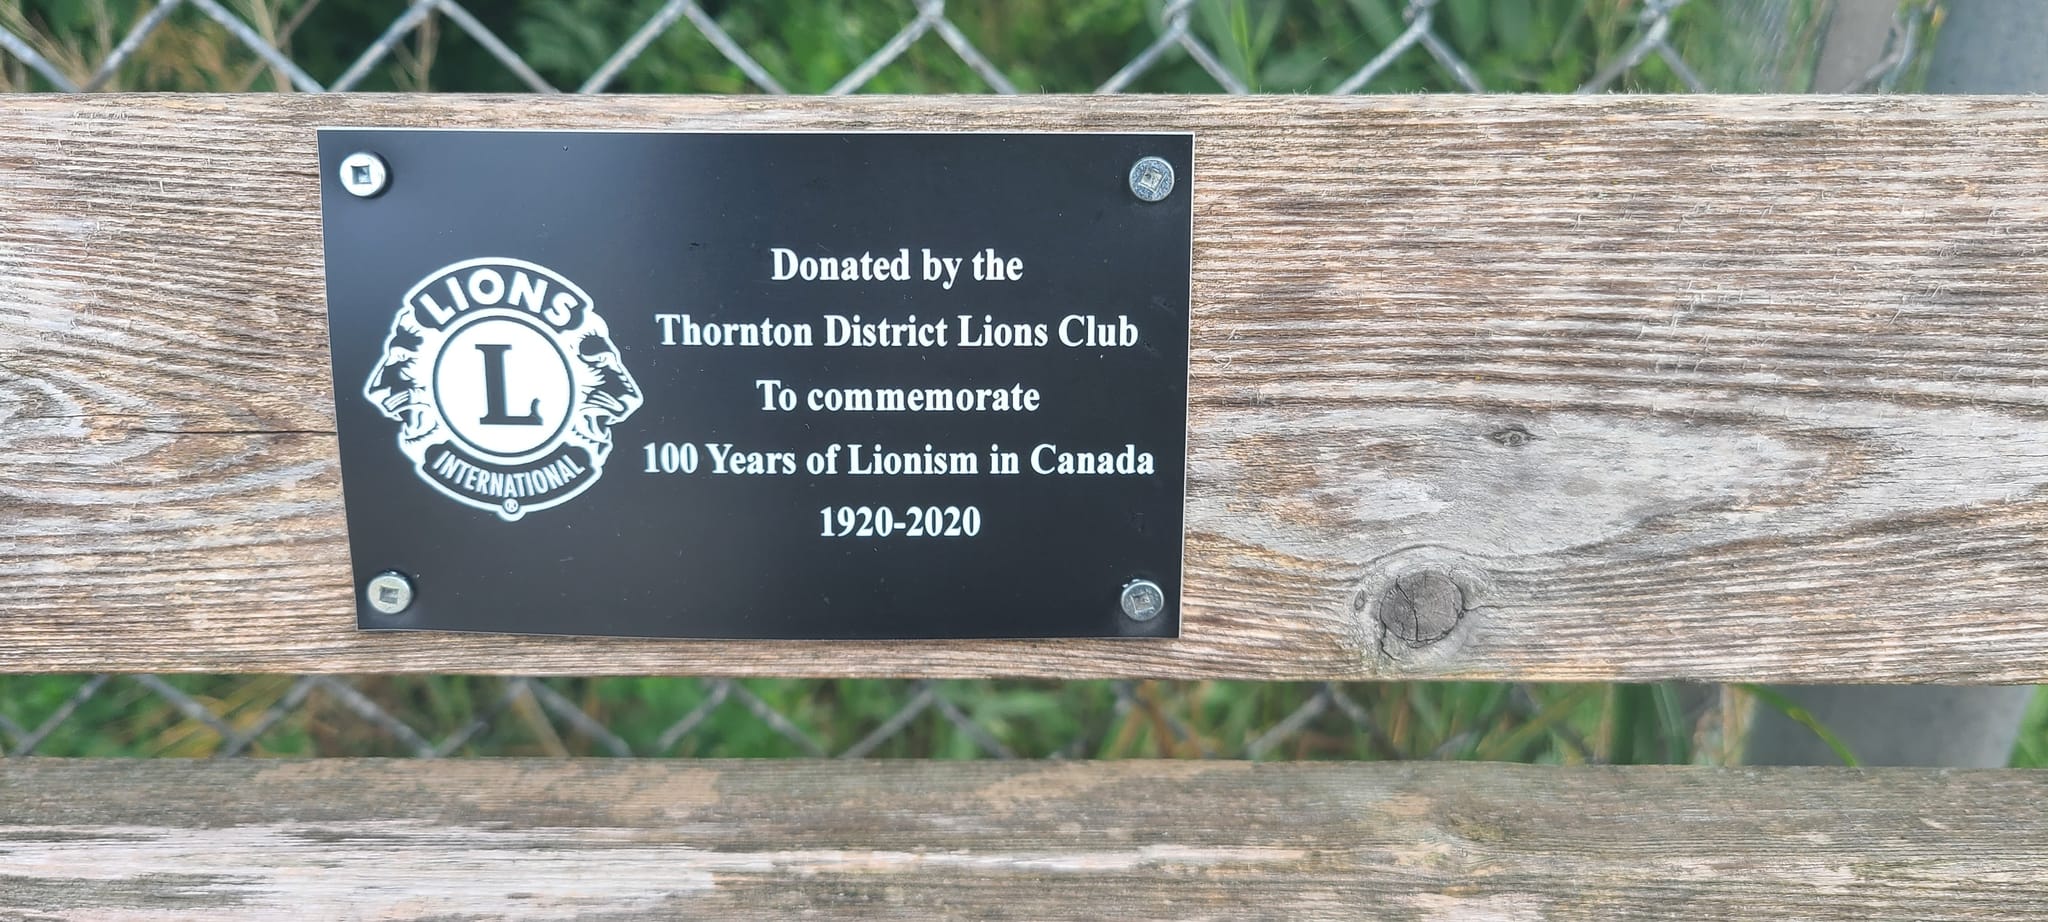 LIONS
L
INTERNATIONAL
®
Donated by the
Thornton District Lions Club
To commemorate
100 Years of Lionism in Canada
1920-2020